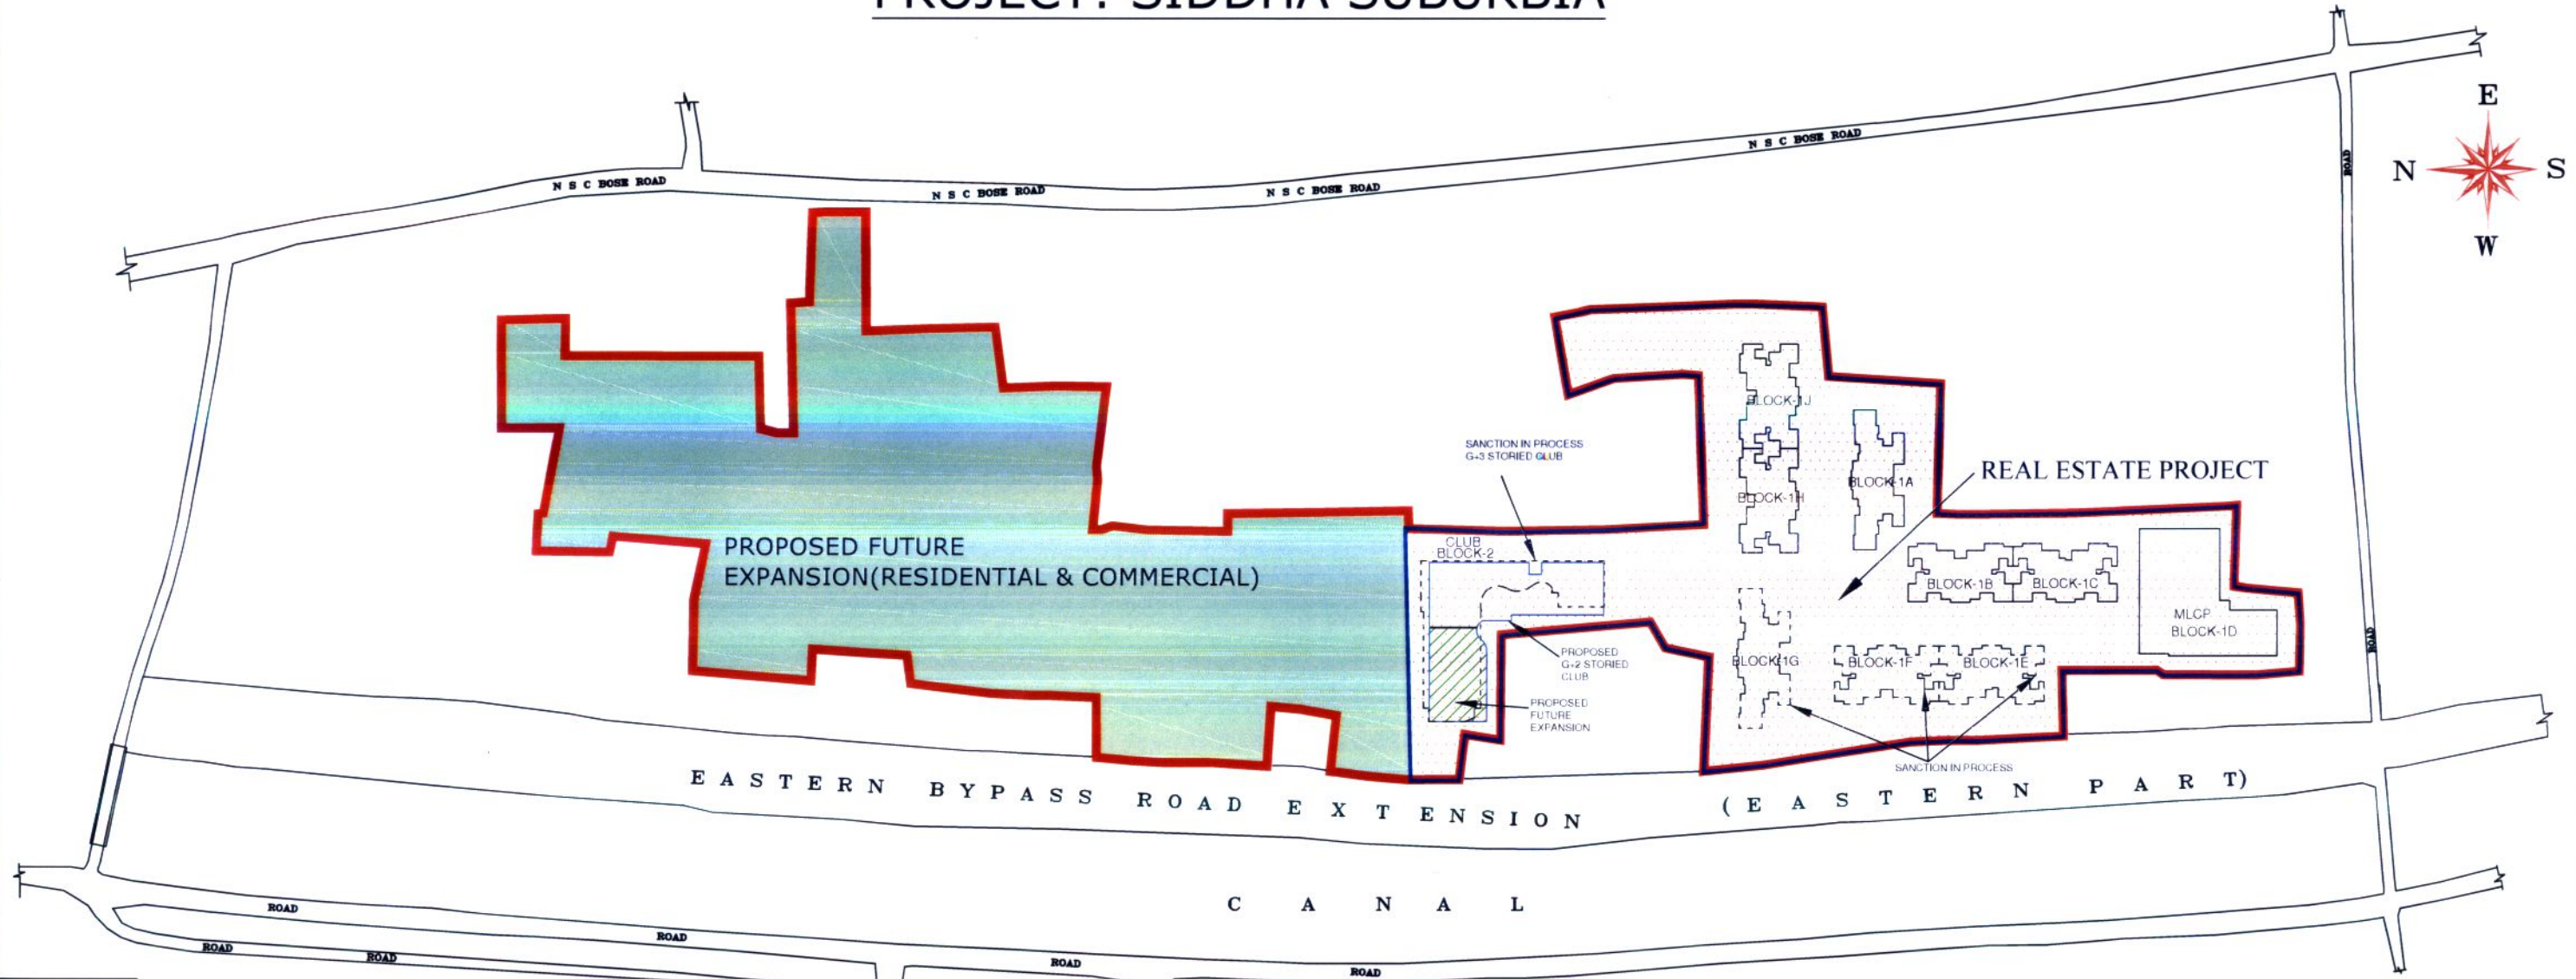 PROJECT: SIDDHA SUBURBIA
E
N S
W
N S C BOSE ROAD
N S C BOSE ROAD
N S C BOSE ROAD
N S C BOSE ROAD
ROAD
SANCTION IN PROCESS
G+3 STORIED CLUB
BLOCK-1J
BLOCK-1H
BLOCK-1A
REAL ESTATE PROJECT
PROPOSED FUTURE
EXPANSION(RESIDENTIAL & COMMERCIAL)
CLUB
BLOCK-2
BLOCK-1B
BLOCK-1C
MLCP
BLOCK-1D
ROAD
PROPOSED
G+2 STORIED
CLUB
BLOCK-1G
BLOCK-1F
BLOCK-1E
PROPOSED
FUTURE
EXPANSION
SANCTION IN PROCESS
EASTERN BYPASS ROAD EXTENSION (EASTERN PART)
CANAL
ROAD
ROAD
ROAD
ROAD
ROAD
ROAD